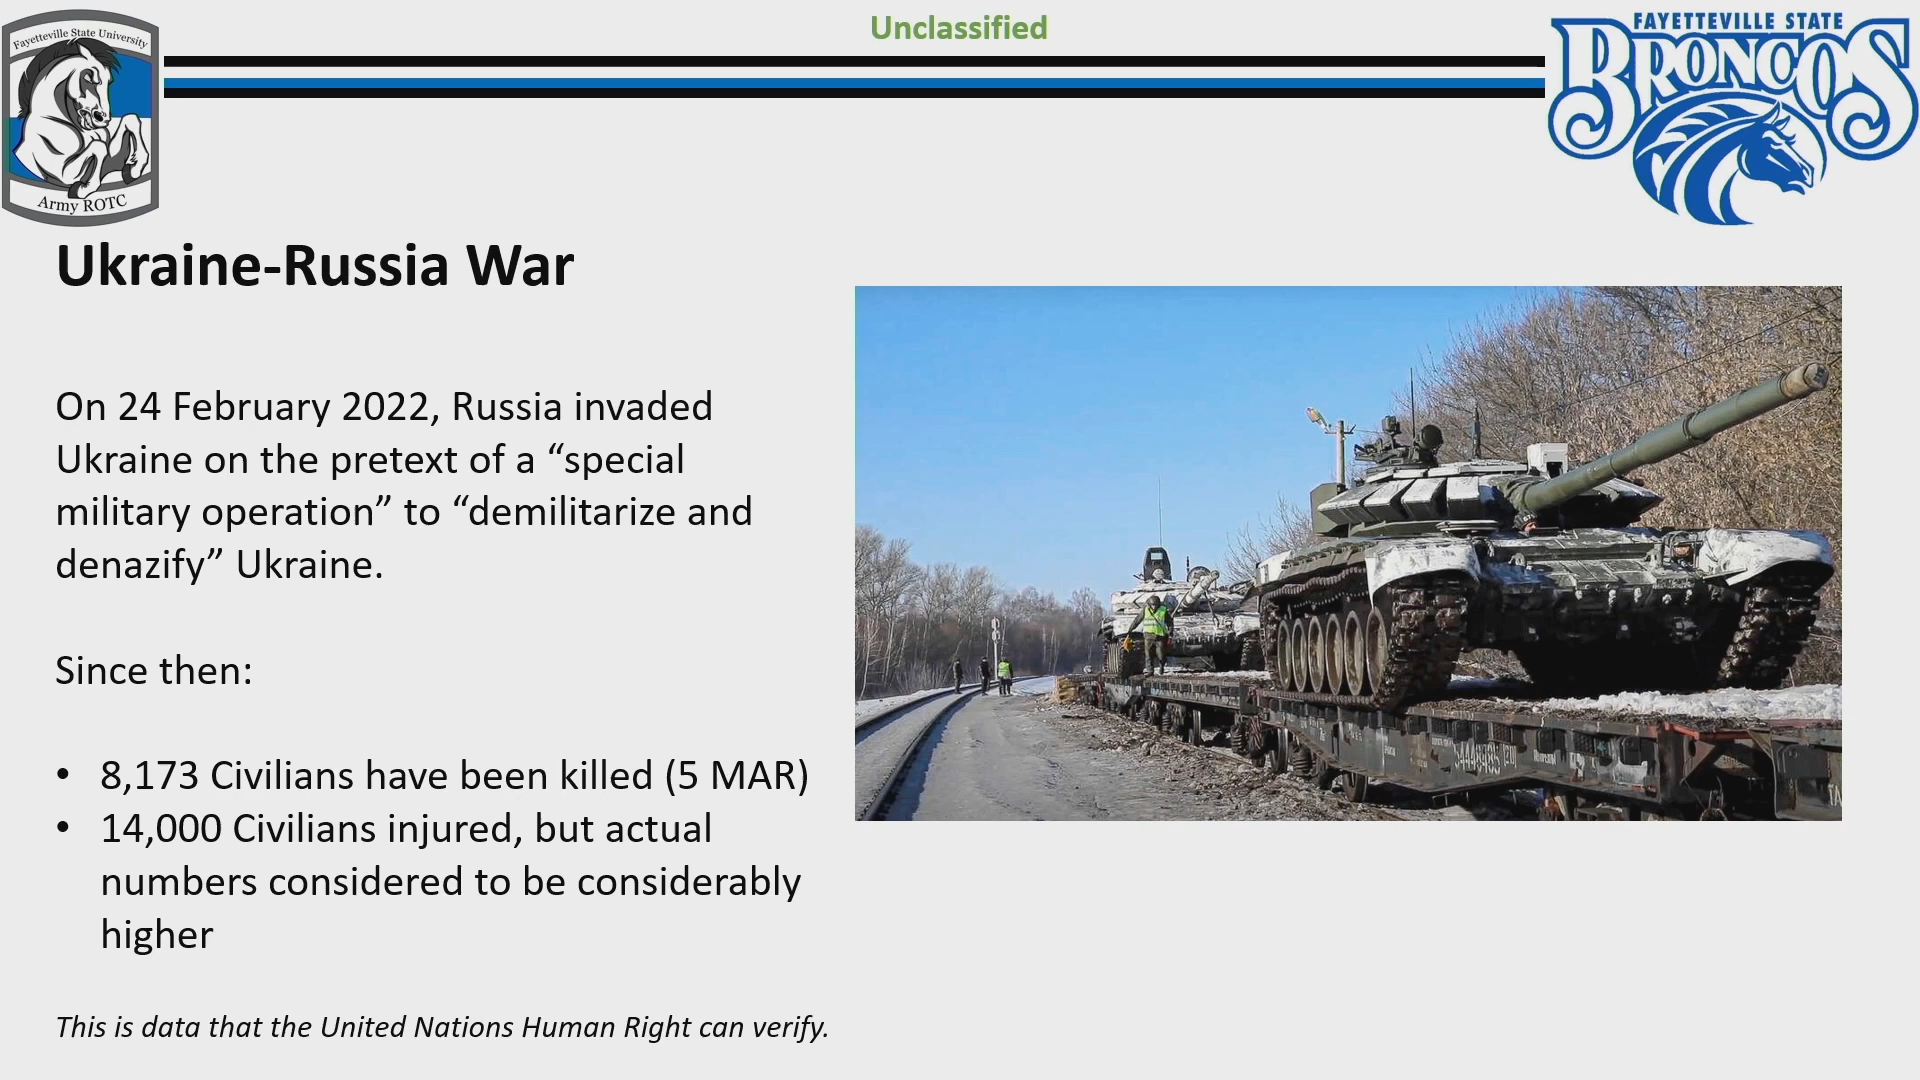 Unclassified
Fayetteville State University
Army ROTC
FAYETTEVILLE STATE
BRONCOS
Ukraine-Russia War
On 24 February 2022, Russia invaded
Ukraine on the pretext of a “special
military operation” to “demilitarize and
denazify” Ukraine.
Since then:
• 8,173 Civilians have been killed (5 MAR)
• 14,000 Civilians injured, but actual
numbers considered to be considerably
higher
This is data that the United Nations Human Right can verify.